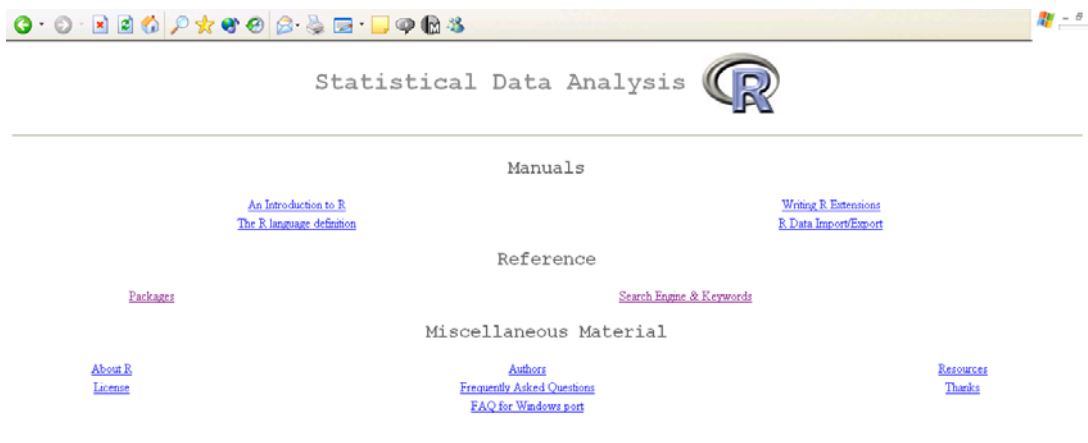 Statistical Data Analysis R
Manuals
An Introduction to R Writing R Extensions
The R language definition R Data Import/Export
Reference
Packages Search Engine & Keywords
Miscellaneous Material
About R Authors Resources
License Frequently Asked Questions Thanks
FAQ for Windows port